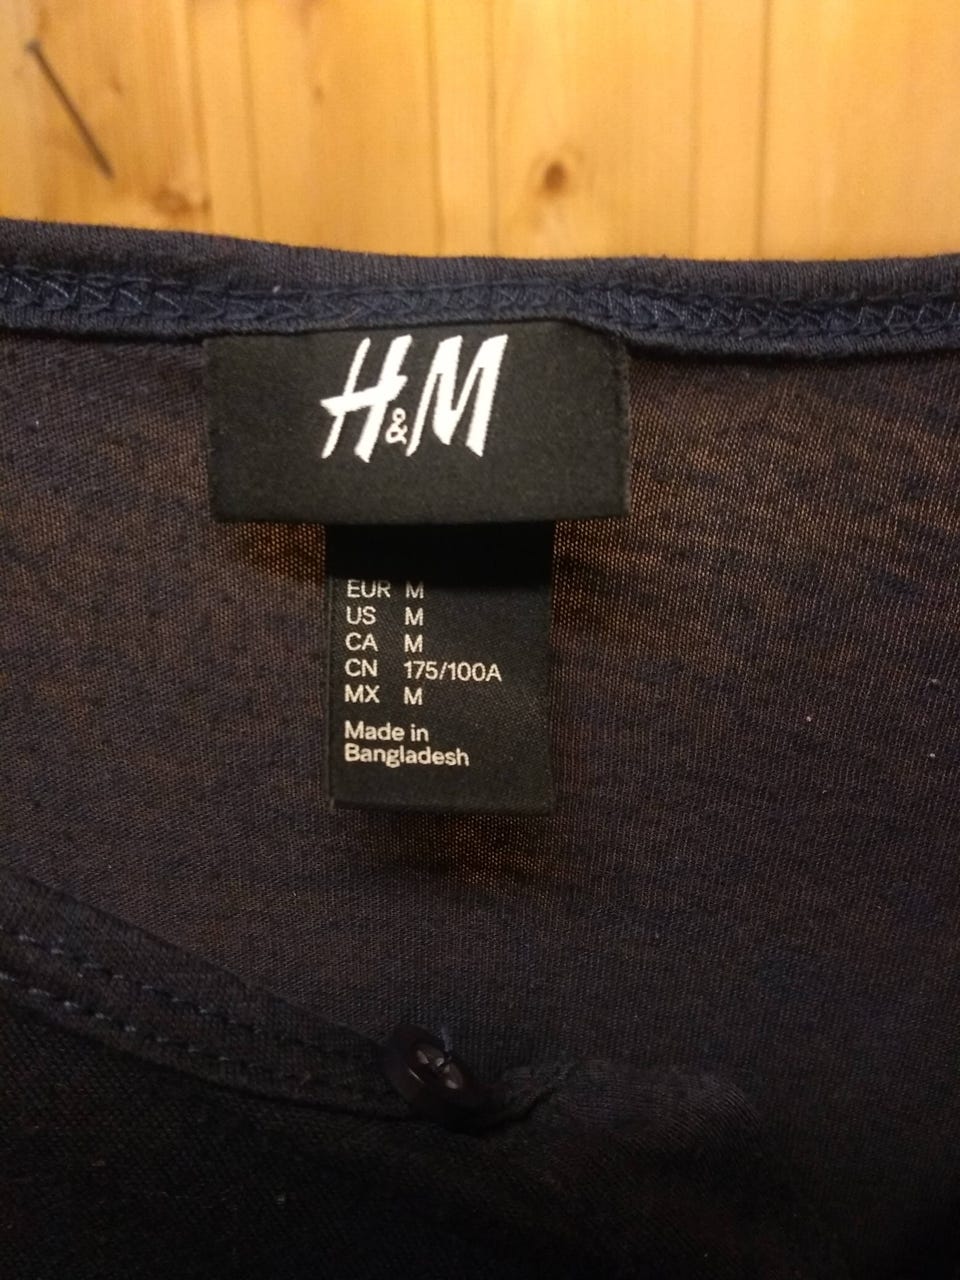 H&M
EUR M
US M
CA M
CN 175/100A
MX M
Made in
Bangladesh